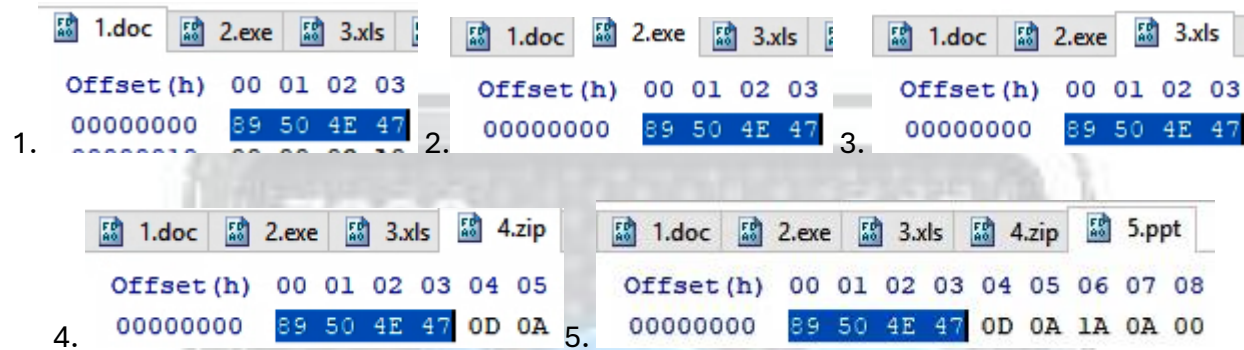 1.doc 2.exe 3.xls
Offset(h) 00 01 02 03
00000000 89 50 4E 47
1.
1.doc 2.exe 3.xls
Offset(h) 00 01 02 03
00000000 89 50 4E 47
2.
1.doc 2.exe 3.xls
Offset(h) 00 01 02 03
00000000 89 50 4E 47
3.
1.doc 2.exe 3.xls 4.zip
Offset(h) 00 01 02 03 04 05
00000000 89 50 4E 47 0D 0A
4.
1.doc 2.exe 3.xls 4.zip 5.ppt
Offset(h) 00 01 02 03 04 05 06 07 08
00000000 89 50 4E 47 0D 0A 1A 0A 00
5.